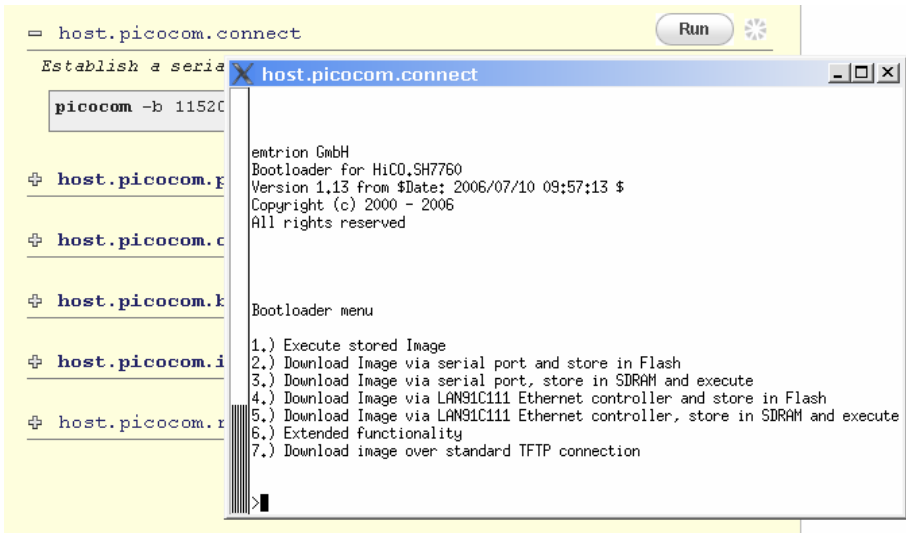 host.picocom.connect
Run
Establish a seria
picocom -b 1152
host.picocom.p
host.picocom.c
host.picocom.b
host.picocom.i
host.picocom.r
host.picocom.connect
emtrion GmbH
Bootloader for HiCO.SH7760
Version 1.13 from $Date: 2006/07/10 09:57:13 $
Copyright (c) 2000 - 2006
All rights reserved
Bootloader menu
1.) Execute stored Image
2.) Download Image via serial port and store in Flash
3.) Download Image via serial port, store in SDRAM and execute
4.) Download Image via LAN91C111 Ethernet controller and store in Flash
5.) Download Image via LAN91C111 Ethernet controller, store in SDRAM and execute
6.) Extended functionality
7.) Download image over standard TFTP connection
>